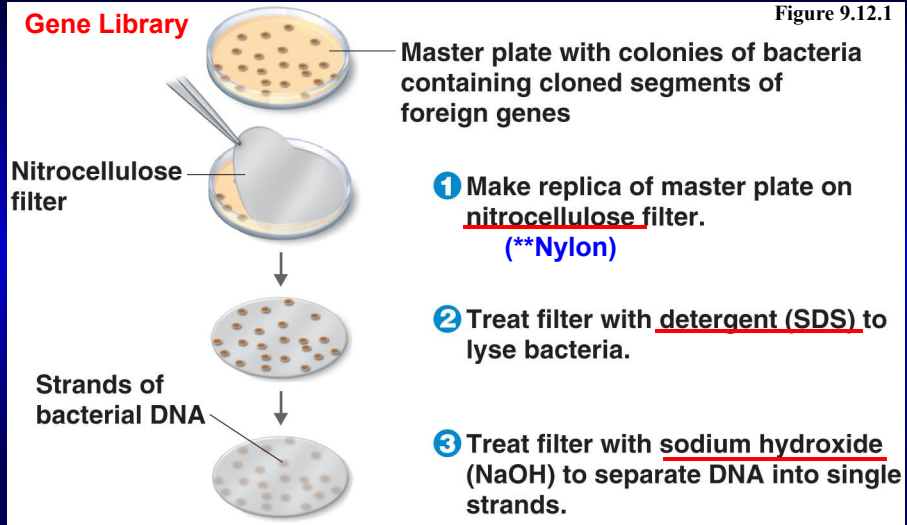 Gene Library
Figure 9.12.1
Master plate with colonies of bacteria
containing cloned segments of
foreign genes
Nitrocellulose
filter
1 Make replica of master plate on
nitrocellulose filter.
(**Nylon)
2 Treat filter with detergent (SDS) to
lyse bacteria.
Strands of
bacterial DNA
3 Treat filter with sodium hydroxide
(NaOH) to separate DNA into single
strands.